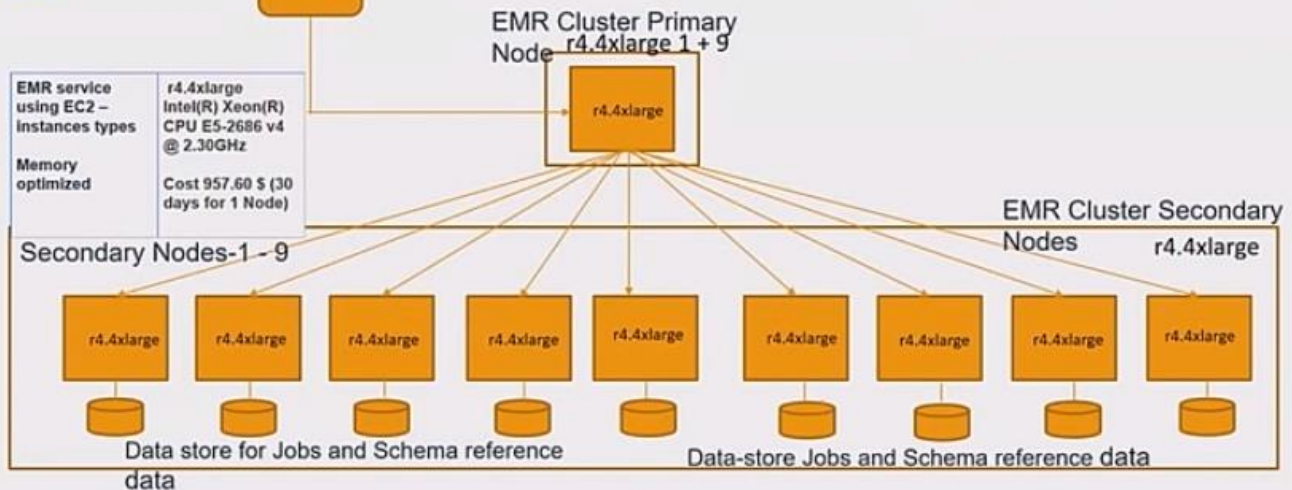 EMR Cluster Primary
Node
r4.4xlarge 1 + 9
r4.4xlarge
EMR service
using EC2 –
instances types
Memory
optimized
r4.4xlarge
Intel(R) Xeon(R)
CPU E5-2686 v4
@ 2.30GHz
Cost 957.60 $ (30
days for 1 Node)
EMR Cluster Secondary
Nodes
r4.4xlarge
Secondary Nodes-1 - 9
r4.4xlarge
r4.4xlarge
r4.4xlarge
r4.4xlarge
r4.4xlarge
r4.4xlarge
r4.4xlarge
r4.4xlarge
r4.4xlarge
Data store for Jobs and Schema reference
data
Data-store Jobs and Schema reference data